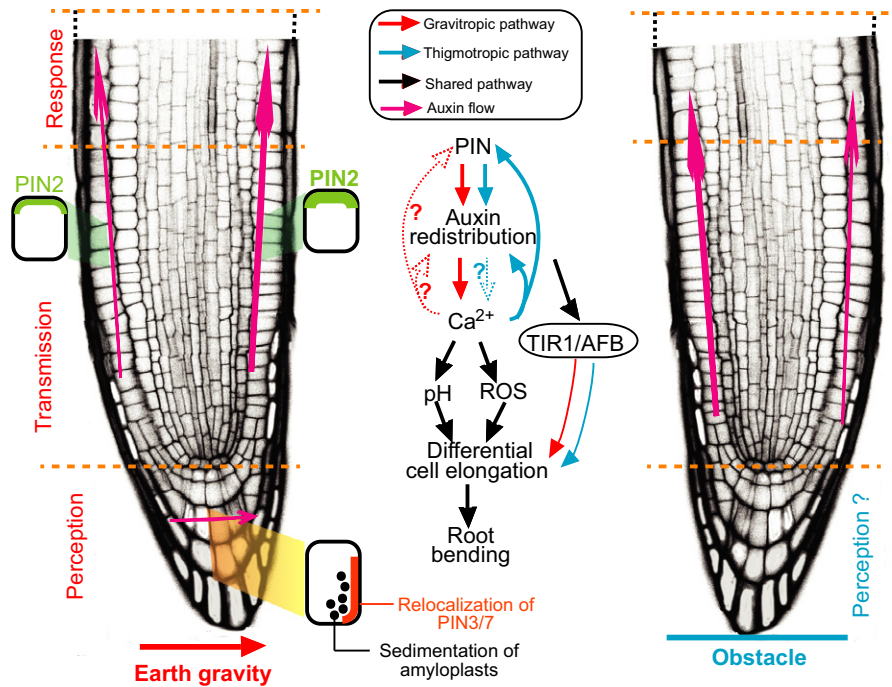 Response
Transmission
Perception
PIN2
PIN2
Earth gravity
Relocalization of
PIN3/7
Sedimentation of
amyloplasts
Gravitropic pathway
Thigmotropic pathway
Shared pathway
Auxin flow
PIN
?
Auxin
redistribution
?
?
Ca2+
TIR1/AFB
pH
ROS
Differential
cell elongation
Root
bending
Perception ?
Obstacle